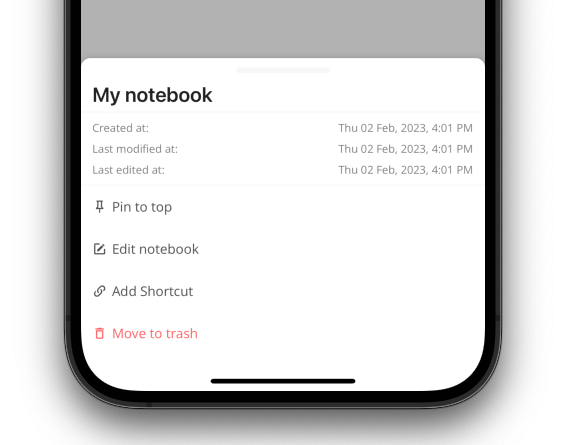 My notebook
Created at: Thu 02 Feb, 2023, 4:01 PM
Last modified at: Thu 02 Feb, 2023, 4:01 PM
Last edited at: Thu 02 Feb, 2023, 4:01 PM
Pin to top
Edit notebook
Add Shortcut
Move to trash